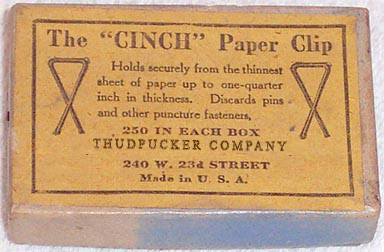 The "CINCH" Paper Clip
Holds securely from the thinnest
sheet of paper up to one-quarter
inch in thickness. Discards pins
and other puncture fasteners,
250 IN EACH BOX
THUDPUCKER COMPANY
240 W. 23d STREET
Made in U. S. A.